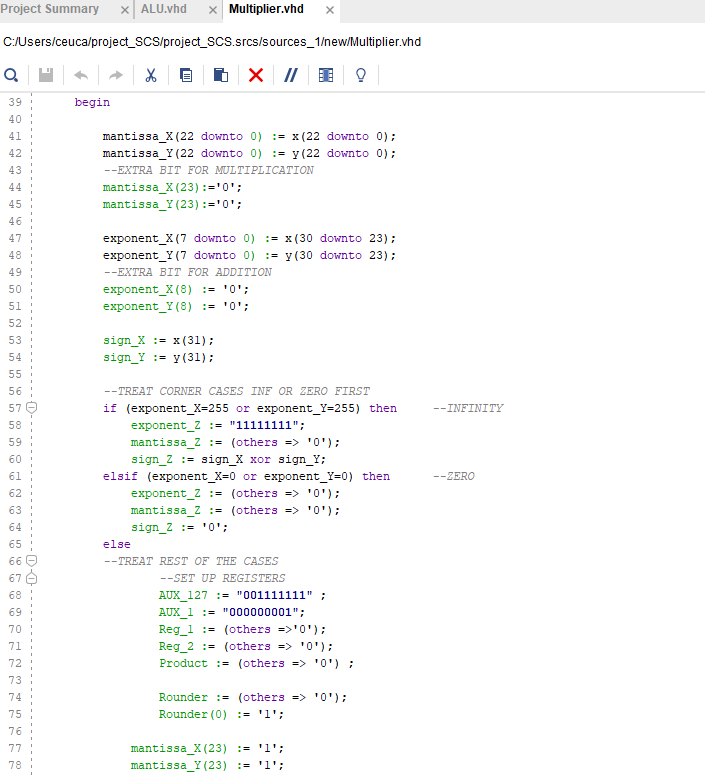 Project Summary × ALU.vhd × Multiplier.vhd ×
C:/Users/ceuca/project_SCS/project_SCS.srcs/sources_1/new/Multiplier.vhd
39 begin
40
41 mantissa_X(22 downto 0) := x(22 downto 0);
42 mantissa_Y(22 downto 0) := y(22 downto 0);
43 --EXTRA BIT FOR MULTIPLICATION
44 mantissa_X(23):='0';
45 mantissa_Y(23):='0';
46
47 exponent_X(7 downto 0) := x(30 downto 23);
48 exponent_Y(7 downto 0) := y(30 downto 23);
49 --EXTRA BIT FOR ADDITION
50 exponent_X(8) := '0';
51 exponent_Y(8) := '0';
52
53 sign_X := x(31);
54 sign_Y := y(31);
55
56 --TREAT CORNER CASES INF OR ZERO FIRST
57 if (exponent_X=255 or exponent_Y=255) then --INFINITY
58 exponent_Z := "11111111";
59 mantissa_Z := (others => '0');
60 sign_Z := sign_X xor sign_Y;
61 elsif (exponent_X=0 or exponent_Y=0) then --ZERO
62 exponent_Z := (others => '0');
63 mantissa_Z := (others => '0');
64 sign_Z := '0';
65 else
66 --TREAT REST OF THE CASES
67 --SET UP REGISTERS
68 AUX_127 := "001111111" ;
69 AUX_1 := "000000001";
70 Reg_1 := (others =>'0');
71 Reg_2 := (others => '0');
72 Product := (others => '0') ;
73
74 Rounder := (others => '0');
75 Rounder(0) := '1';
76
77 mantissa_X(23) := '1';
78 mantissa_Y(23) := '1';